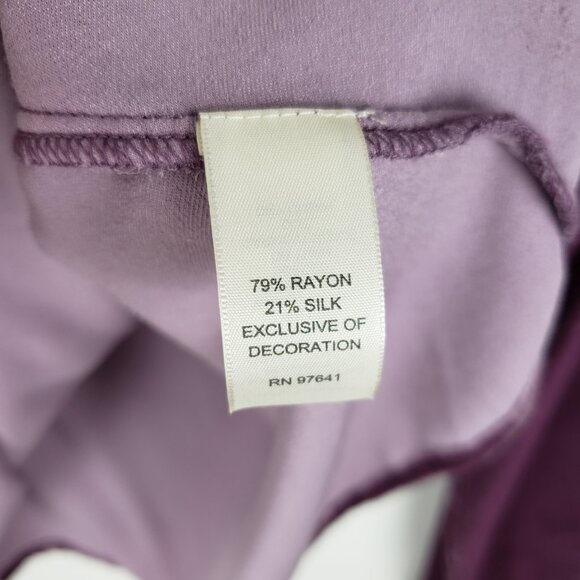 79% RAYON
21% SILK
EXCLUSIVE OF
DECORATION
RN 97641